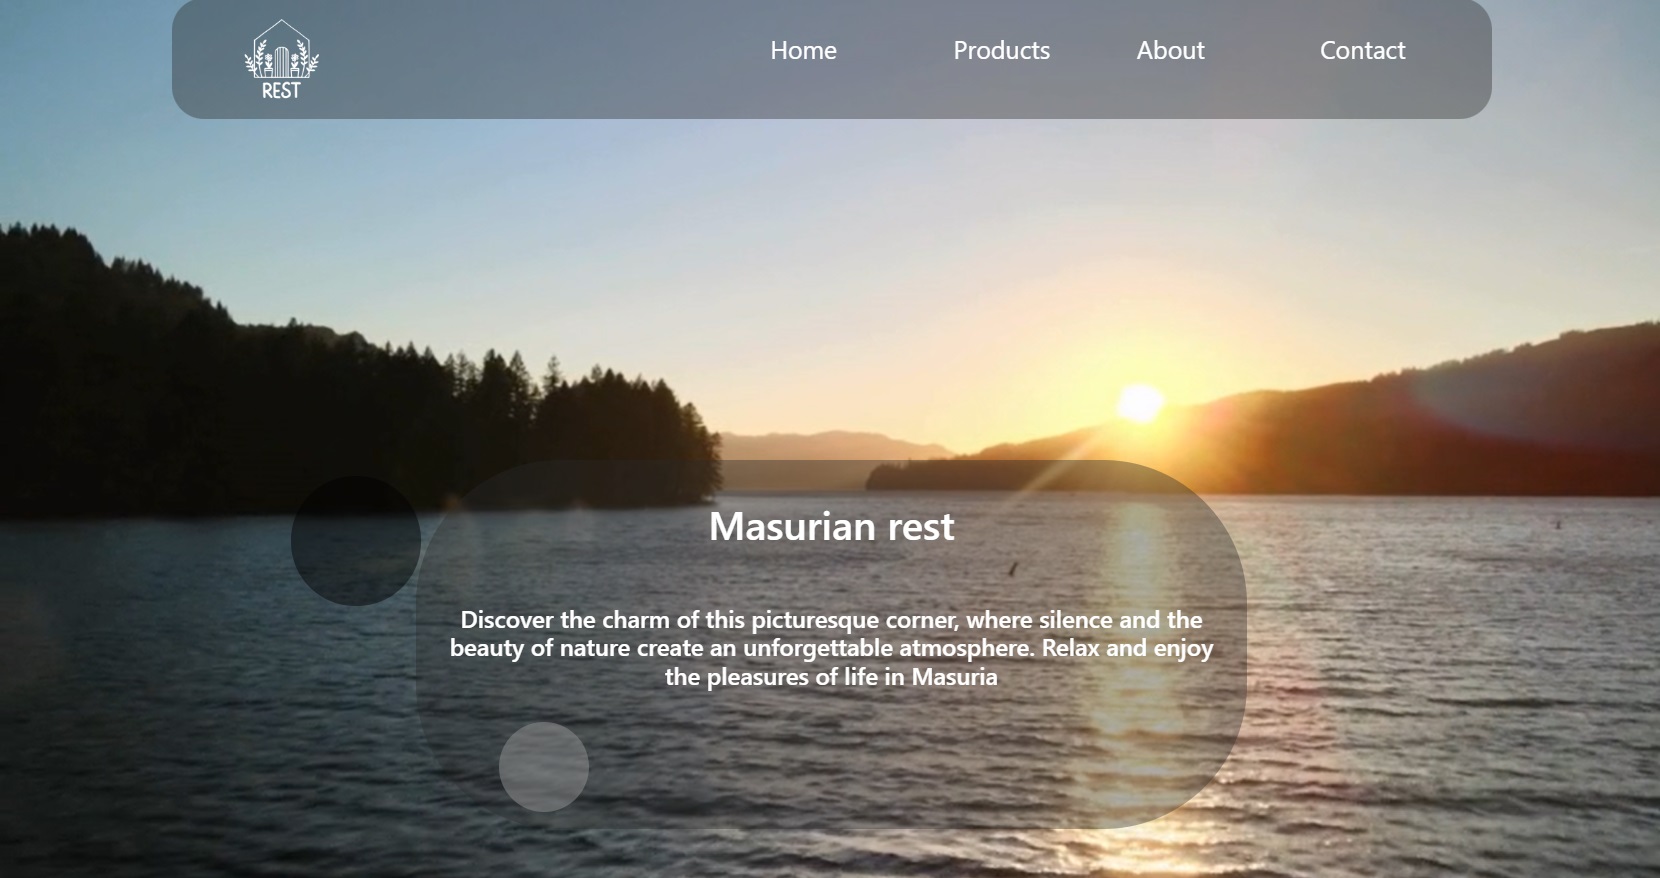 REST
Home
Products
About
Contact
Masurian rest
Discover the charm of this picturesque corner, where silence and the
beauty of nature create an unforgettable atmosphere. Relax and enjoy
the pleasures of life in Masuria